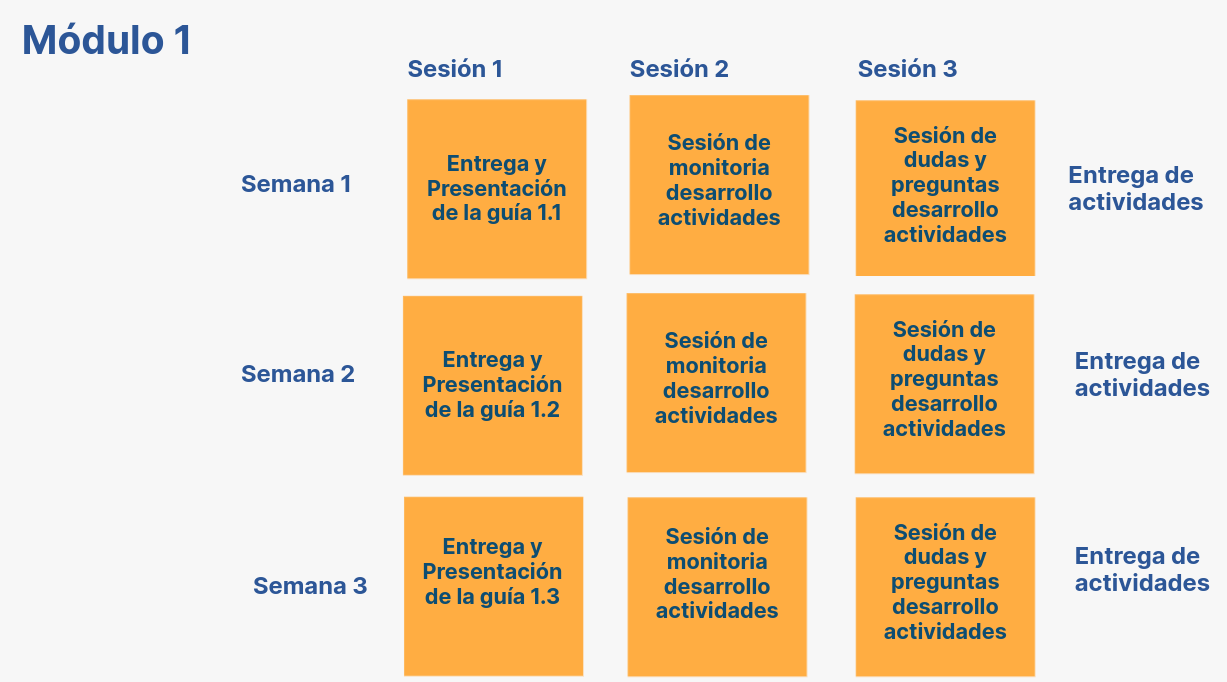 Módulo 1
Sesión 1
Sesión 2
Sesión 3
Semana 1
Entrega y
Presentación
de la guía 1.1
Sesión de
monitoria
desarrollo
actividades
Sesión de
dudas y
preguntas
desarrollo
actividades
Entrega de
actividades
Semana 2
Entrega y
Presentación
de la guía 1.2
Sesión de
monitoria
desarrollo
actividades
Sesión de
dudas y
preguntas
desarrollo
actividades
Entrega de
actividades
Semana 3
Entrega y
Presentación
de la guía 1.3
Sesión de
monitoria
desarrollo
actividades
Sesión de
dudas y
preguntas
desarrollo
actividades
Entrega de
actividades